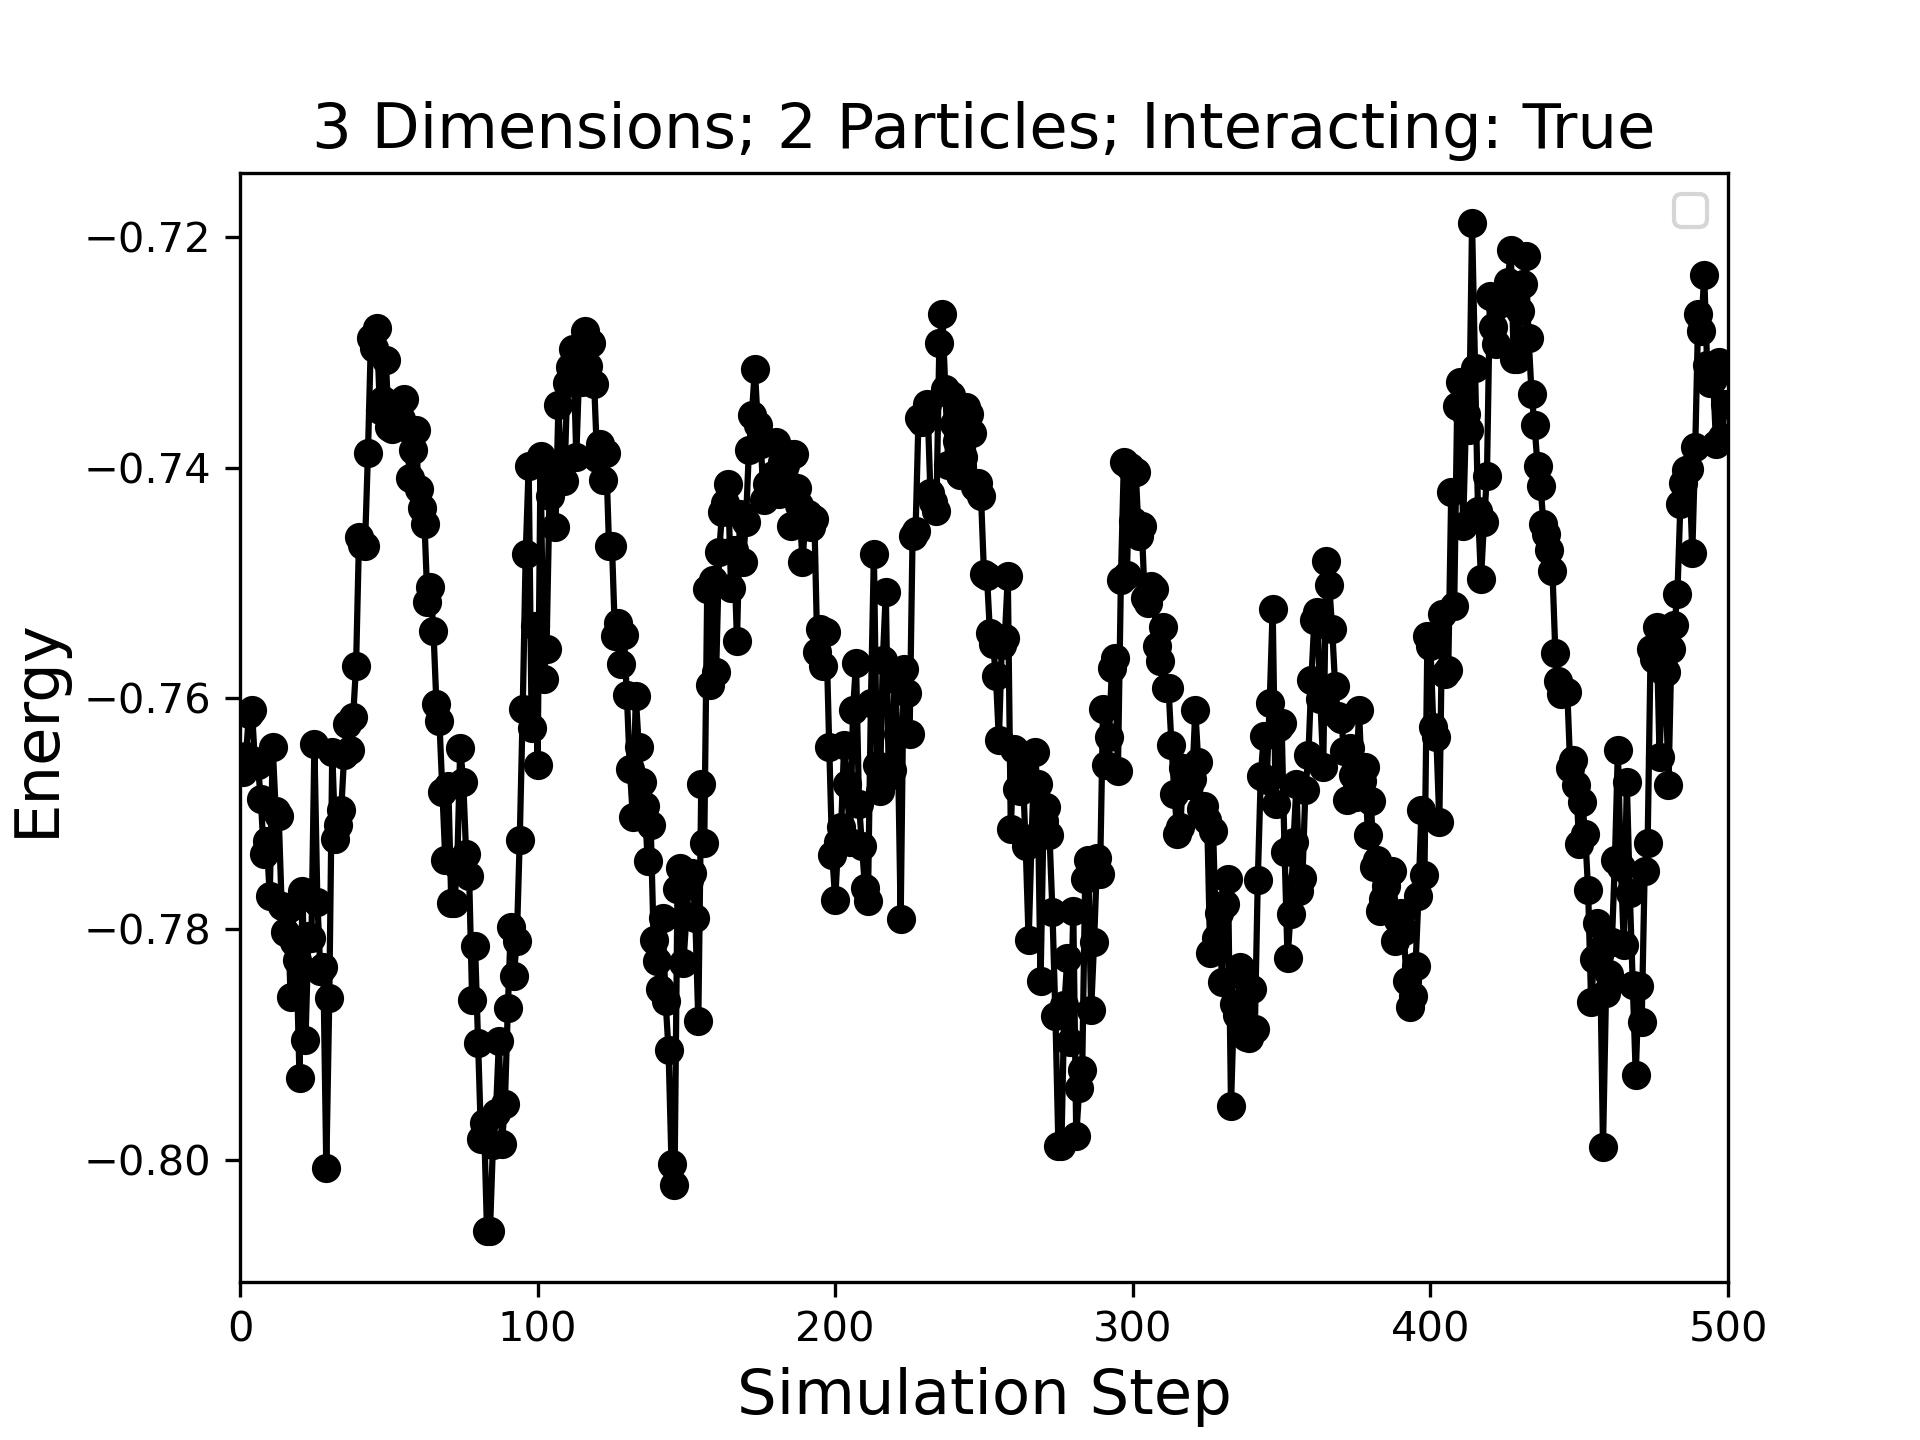 3 Dimensions; 2 Particles; Interacting: True
−0.72
−0.74
−0.76
−0.78
−0.80
Energy
0 100 200 300 400 500
Simulation Step